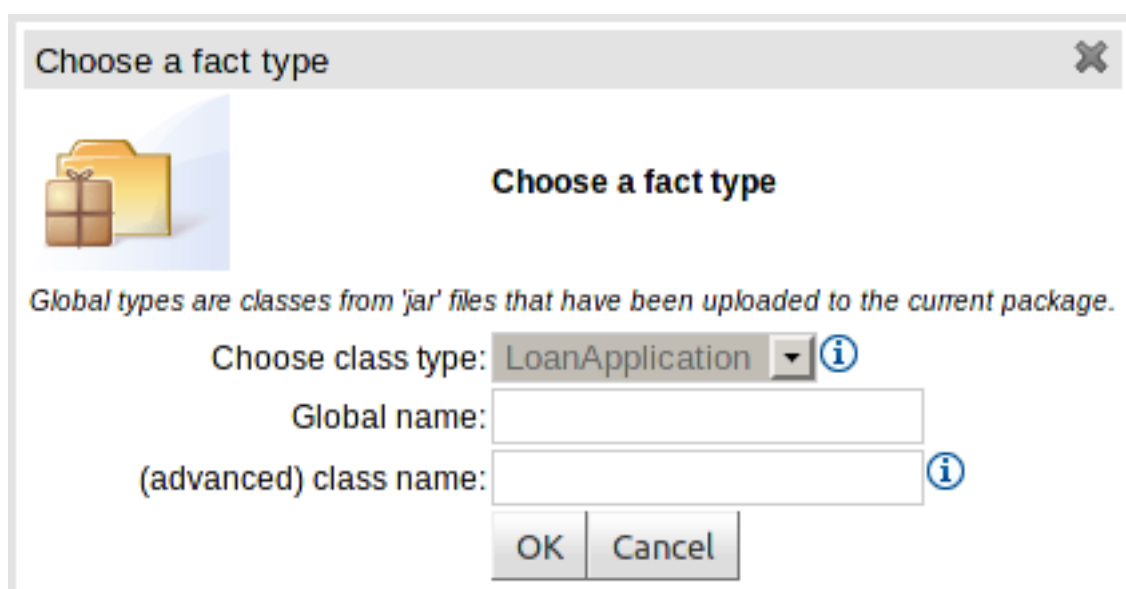 Choose a fact type
Choose a fact type
Global types are classes from 'jar' files that have been uploaded to the current package.
Choose class type: LoanApplication
Global name:
(advanced) class name:
OK Cancel